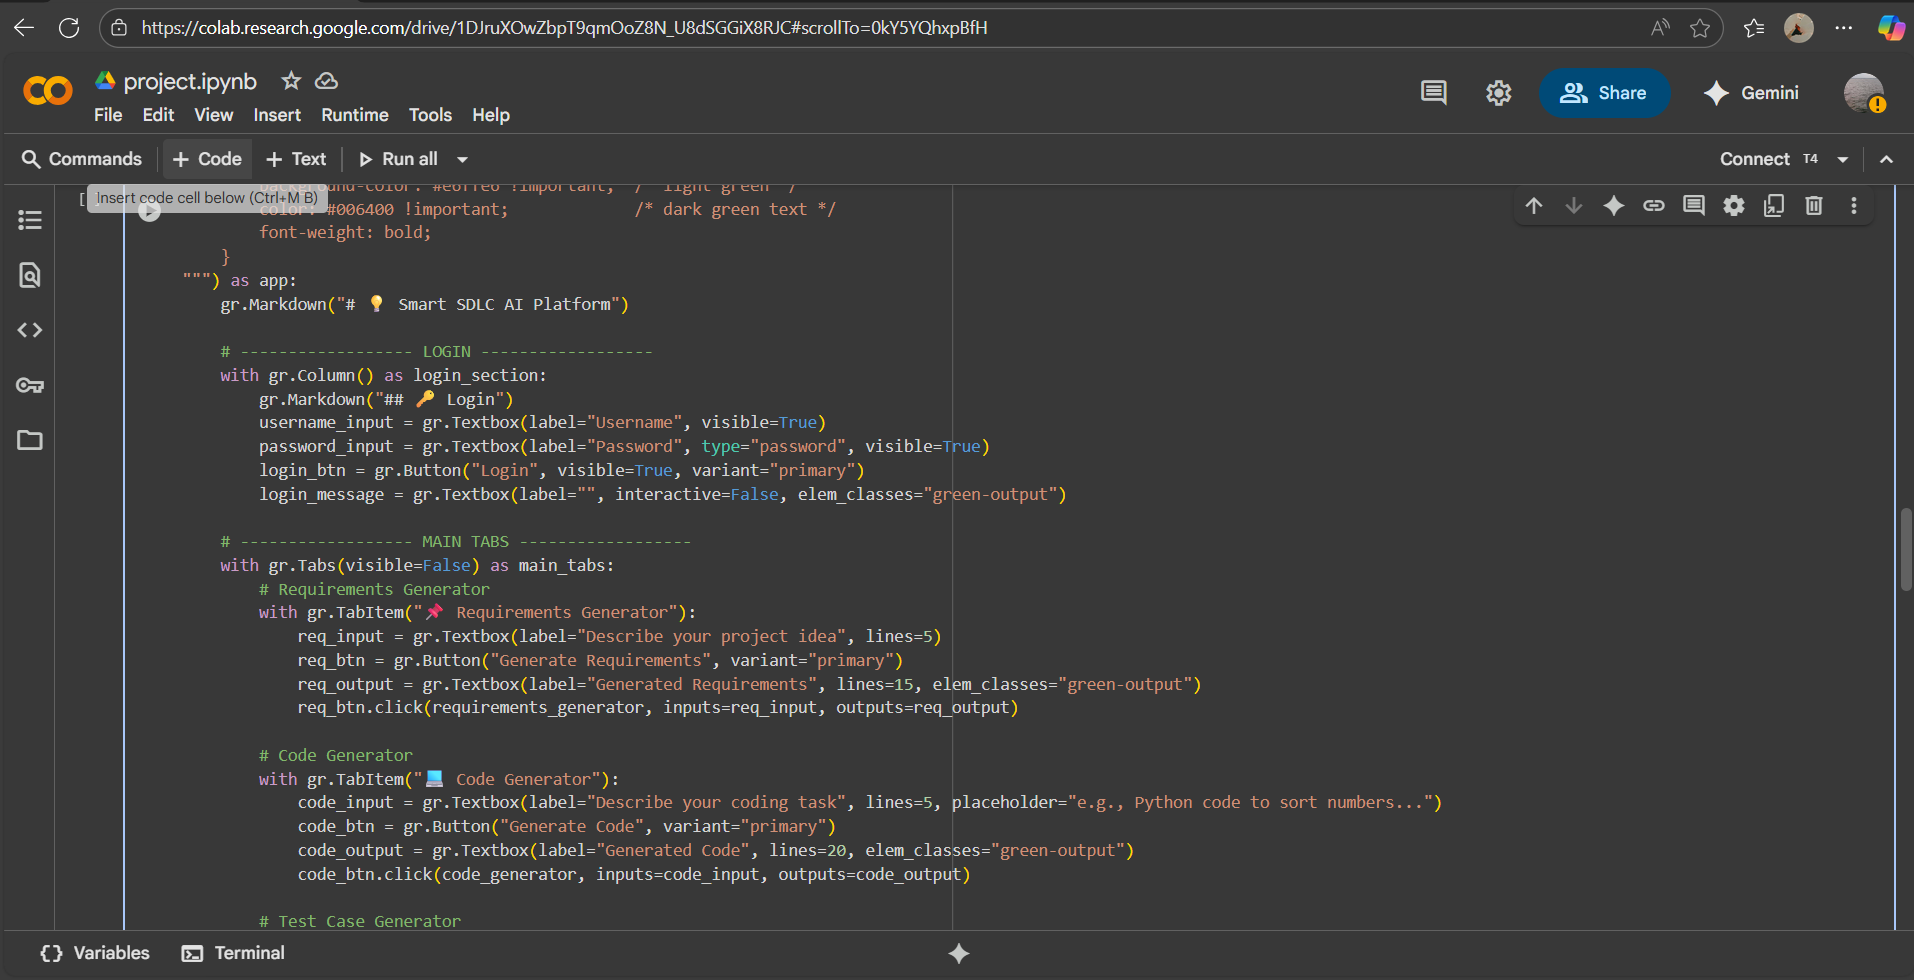 https://colab.research.google.com/drive/1DJruXOwZbpT9qmOoZ8N_U8dSGGiX8RJC#scrollTo=0kY5YQhxpBfH
project.ipynb
File Edit View Insert Runtime Tools Help
Share
Gemini
Commands + Code + Text Run all
Connect T4
Insert code cell below (Ctrl+M B)
[
background-color: #e6ffe6 !important; /* light green */
color: #006400 !important; /* dark green text */
font-weight: bold;
}
""") as app:
gr.Markdown("# 💡 Smart SDLC AI Platform")
# ------------------ LOGIN ------------------
with gr.Column() as login_section:
gr.Markdown("## 🔑 Login")
username_input = gr.Textbox(label="Username", visible=True)
password_input = gr.Textbox(label="Password", type="password", visible=True)
login_btn = gr.Button("Login", visible=True, variant="primary")
login_message = gr.Textbox(label="", interactive=False, elem_classes="green-output")
# ------------------ MAIN TABS ------------------
with gr.Tabs(visible=False) as main_tabs:
# Requirements Generator
with gr.TabItem("📌 Requirements Generator"):
req_input = gr.Textbox(label="Describe your project idea", lines=5)
req_btn = gr.Button("Generate Requirements", variant="primary")
req_output = gr.Textbox(label="Generated Requirements", lines=15, elem_classes="green-output")
req_btn.click(requirements_generator, inputs=req_input, outputs=req_output)
# Code Generator
with gr.TabItem("💻 Code Generator"):
code_input = gr.Textbox(label="Describe your coding task", lines=5, placeholder="e.g., Python code to sort numbers...")
code_btn = gr.Button("Generate Code", variant="primary")
code_output = gr.Textbox(label="Generated Code", lines=20, elem_classes="green-output")
code_btn.click(code_generator, inputs=code_input, outputs=code_output)
# Test Case Generator
Variables Terminal